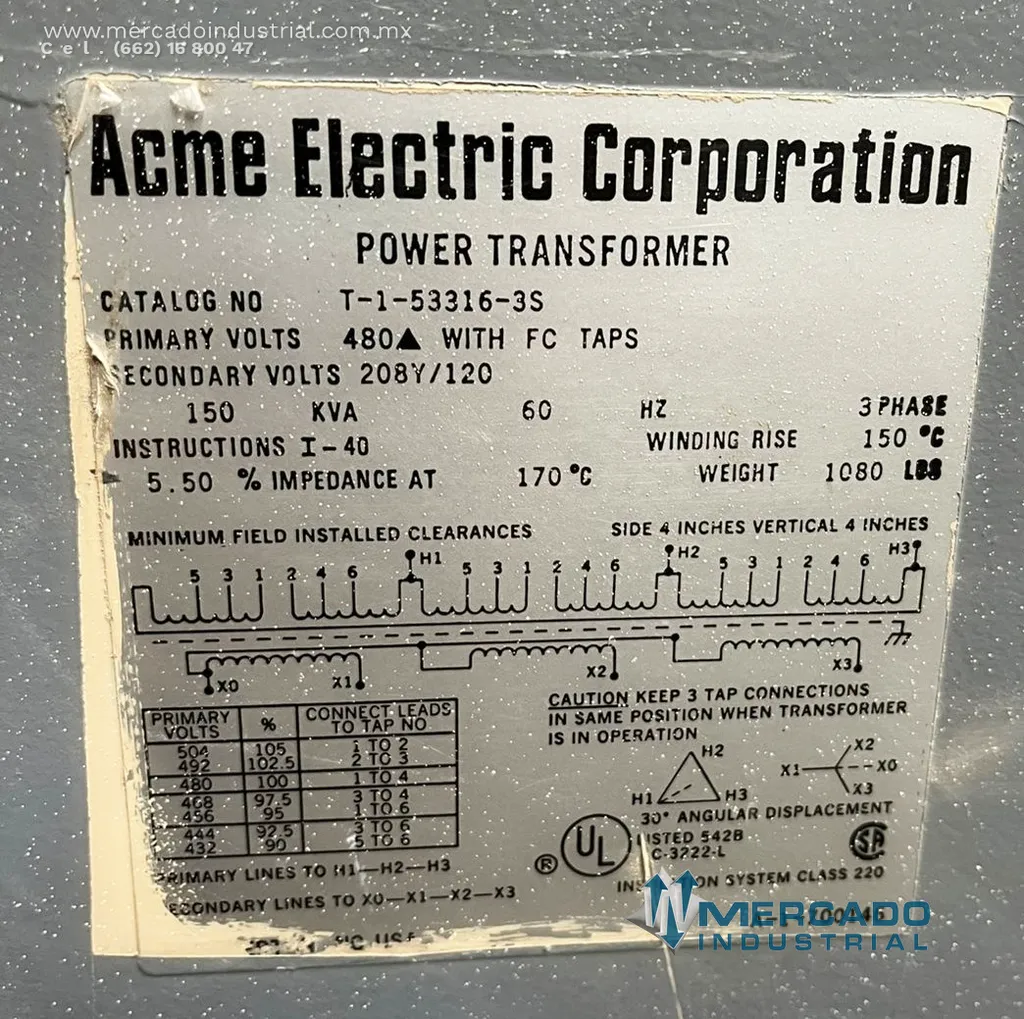 www.mercadoindustrial.com.mx
Cel. (662) 16 800 47
Acme Electric Corporation
POWER TRANSFORMER
CATALOG NO T-1-53316-3S
PRIMARY VOLTS 480▲ WITH FC TAPS
SECONDARY VOLTS 208Y/120
150 KVA 60 HZ 3 PHASE
INSTRUCTIONS I-40 WINDING RISE 150 °C
5.50 % IMPEDANCE AT 170 °C WEIGHT 1080 LBS
MINIMUM FIELD INSTALLED CLEARANCES SIDE 4 INCHES VERTICAL 4 INCHES
H1 H2 H3
5 3 1 2 4 6 5 3 1 2 4 6 5 3 1 2 4 6
X0 X1 X2 X3
PRIMARY VOLTS % CONNECT LEADS TO TAP NO
504 105 1 TO 2
492 102.5 2 TO 3
480 100 1 TO 4
468 97.5 3 TO 4
456 95 1 TO 6
444 92.5 3 TO 6
432 90 5 TO 6
PRIMARY LINES TO H1—H2—H3
SECONDARY LINES TO X0—X1—X2—X3
CAUTION KEEP 3 TAP CONNECTIONS
IN SAME POSITION WHEN TRANSFORMER
IS IN OPERATION
H2
H1 H3
X2
X1 X0
X3
30° ANGULAR DISPLACEMENT
UL ®
LISTED 542B
SA
SYSTEM CLASS 220
MERCADO
INDUSTRIAL